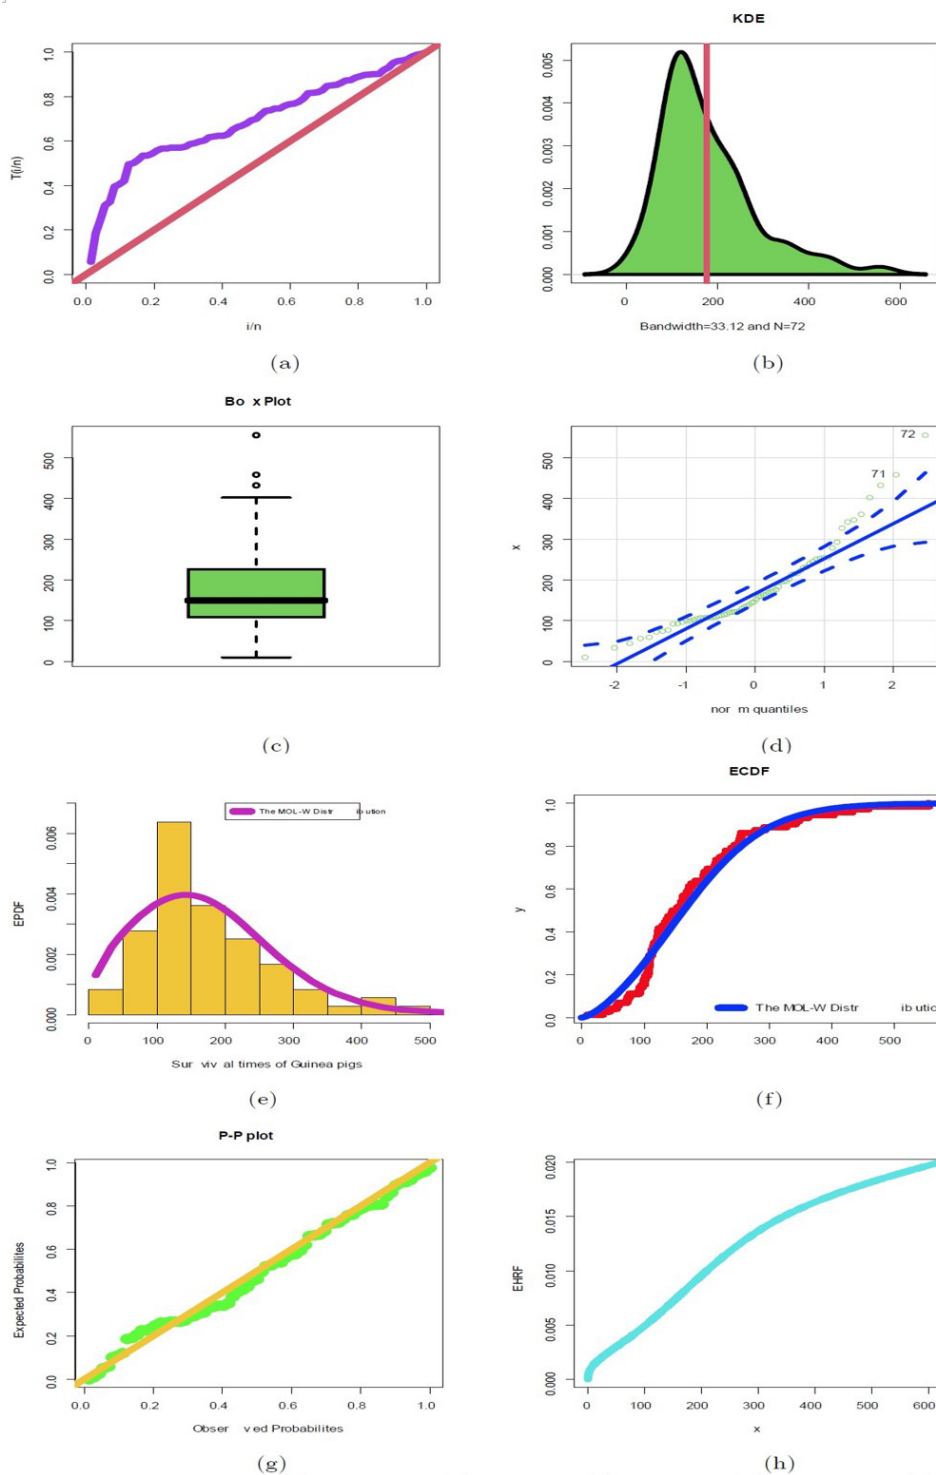 KDE
T(i/n)
0.0 0.2 0.4 0.6 0.8 1.0
0.0 0.2 0.4 0.6 0.8 1.0
i/n
(a)
0.000 0.001 0.002 0.003 0.004 0.005
0 200 400 600
Bandwidth=33.12 and N=72
(b)
Bo x Plot
0 100 200 300 400 500
(c)
x
0 100 200 300 400 500
72
71
-2 -1 0 1 2
nor m quantiles
(d)
EPDF
0.000 0.002 0.004 0.006
The MOL-W Distr ib ution
0 100 200 300 400 500
Sur viv al times of Guinea pigs
(e)
ECDF
y
0.0 0.2 0.4 0.6 0.8 1.0
The MOL-W Distr ib ution
0 100 200 300 400 500
(f)
P-P plot
Expected Probabilites
0.0 0.2 0.4 0.6 0.8 1.0
0.0 0.2 0.4 0.6 0.8 1.0
Obser v ed Probabilites
(g)
EHRF
0.000 0.005 0.010 0.015 0.020
0 100 200 300 400 500 600
x
(h)